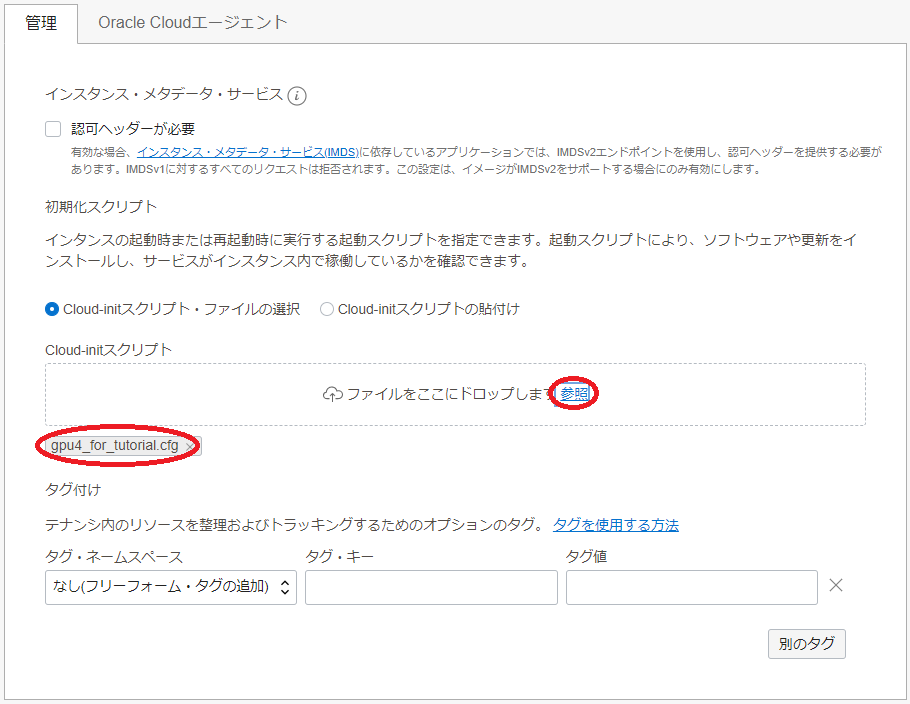 管理
Oracle Cloudエージェント
インスタンス・メタデータ・サービス
認可ヘッダーが必要
有効な場合、インスタンス・メタデータ・サービス(IMDS)に依存しているアプリケーションでは、IMDSv2エンドポイントを使用し、認可ヘッダーを提供する必要が
あります。IMDSv1に対するすべてのリクエストは拒否されます。この設定は、イメージがIMDSv2をサポートする場合にのみ有効にします。
初期化スクリプト
インタンスの起動時または再起動時に実行する起動スクリプトを指定できます。起動スクリプトにより、ソフトウェアや更新をイ
ンストールし、サービスがインスタンス内で稼働しているかを確認できます。
Cloud-initスクリプト・ファイルの選択
Cloud-initスクリプトの貼付け
Cloud-initスクリプト
ファイルをここにドロップします 参照
gpu4_for_tutorial.cfg ×
タグ付け
テナンシ内のリソースを整理およびトラッキングするためのオプションのタグ。 タグを使用する方法
タグ・ネームスペース
タグ・キー
タグ値
なし(フリーフォーム・タグの追加)
別のタグ